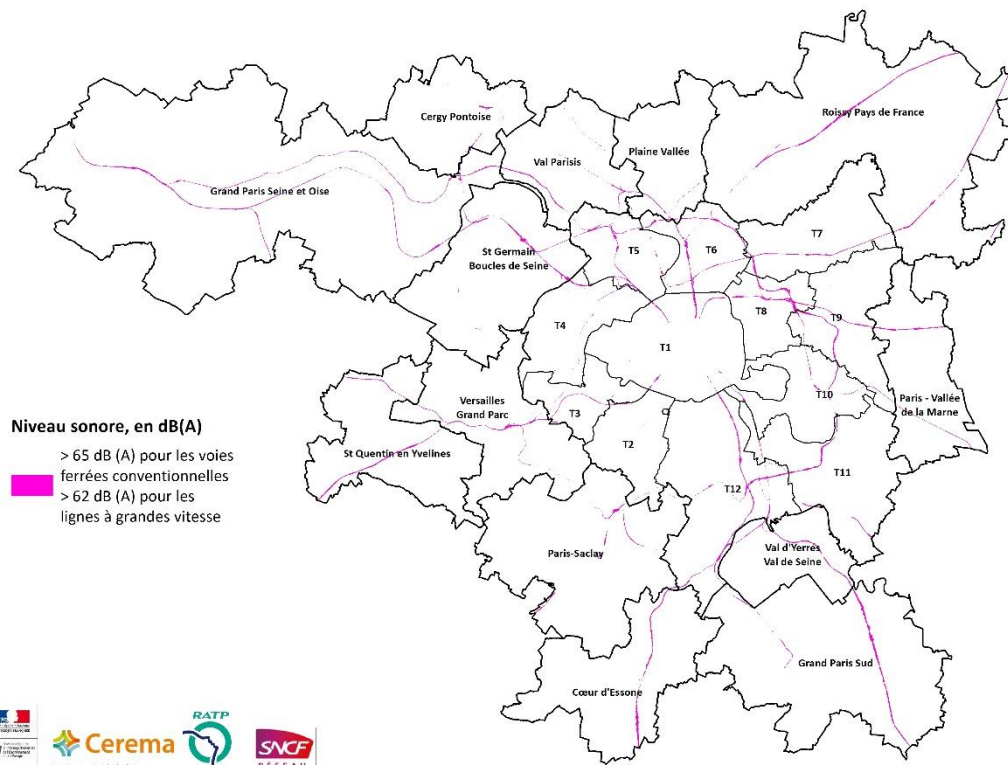 Cergy Pontoise
Roissy Pays de France
Plaine Vallée
Val Parisis
Grand Paris Seine et Oise
T7
T5
T6
St Germain
Boucles de Seine
T8
T9
T4
T1
T10
Paris - Vallée
de la Marne
Versailles
Grand Parc
T3
T2
St Quentin en Yvelines
T11
T12
Paris-Saclay
Val d'Yerres
Val de Seine
Grand Paris Sud
Cœur d'Essone
Niveau sonore, en dB(A)
> 65 dB (A) pour les voies
ferrées conventionnelles
> 62 dB (A) pour les
lignes à grandes vitesse
RATP
Cerema
SNCF
RÉSEAU